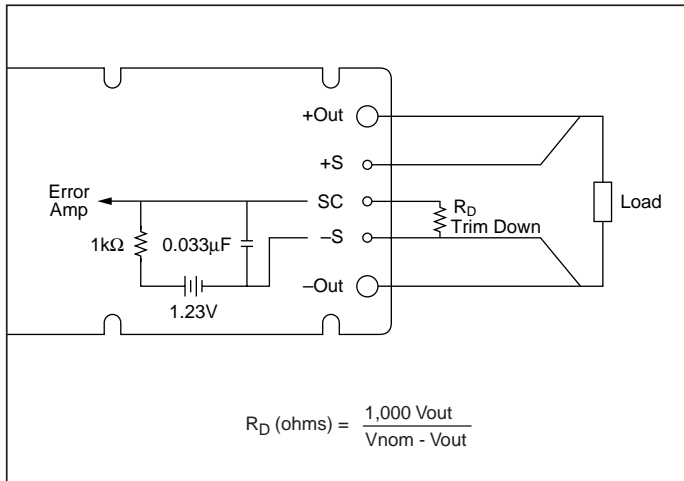 +Out
+S
Error
Amp
SC
R_D
Trim Down
Load
1kΩ
0.033µF
–S
1.23V
–Out
R_D (ohms) = 1,000 Vout
Vnom - Vout